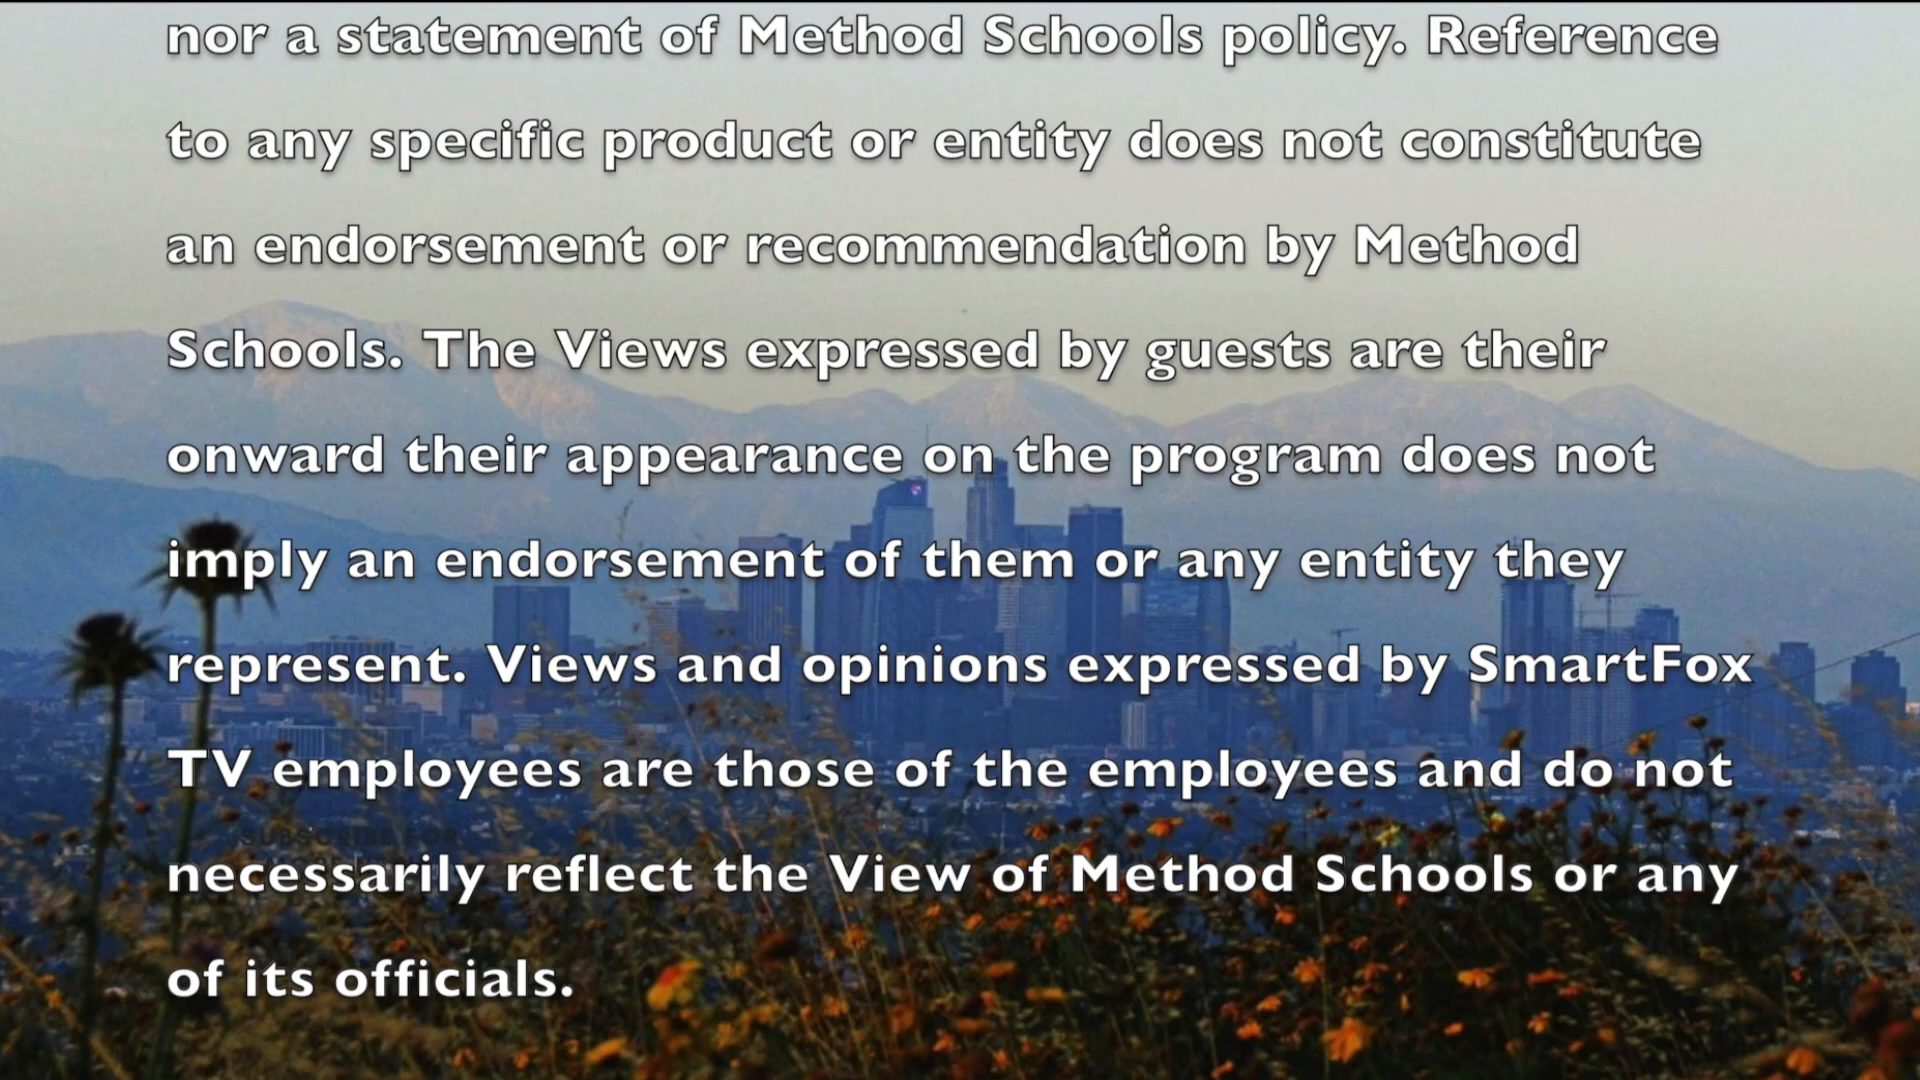 nor a statement of Method Schools policy. Reference
to any specific product or entity does not constitute
an endorsement or recommendation by Method
Schools. The Views expressed by guests are their
onward their appearance on the program does not
imply an endorsement of them or any entity they
represent. Views and opinions expressed by SmartFox
TV employees are those of the employees and do not
SUBSCRIBE FOR
necessarily reflect the View of Method Schools or any
of its officials.